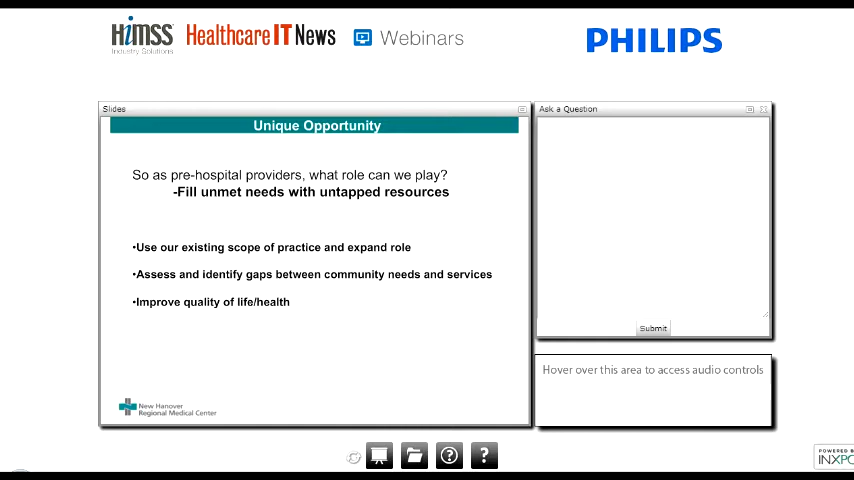 HiMSS
Industry Solutions
Healthcare IT News
Webinars
PHILIPS
Slides
Unique Opportunity
So as pre-hospital providers, what role can we play?
-Fill unmet needs with untapped resources
•Use our existing scope of practice and expand role
•Assess and identify gaps between community needs and services
•Improve quality of life/health
New Hanover
Regional Medical Center
Ask a Question
Submit
Hover over this area to access audio controls
?
?
POWERED B
INXPO